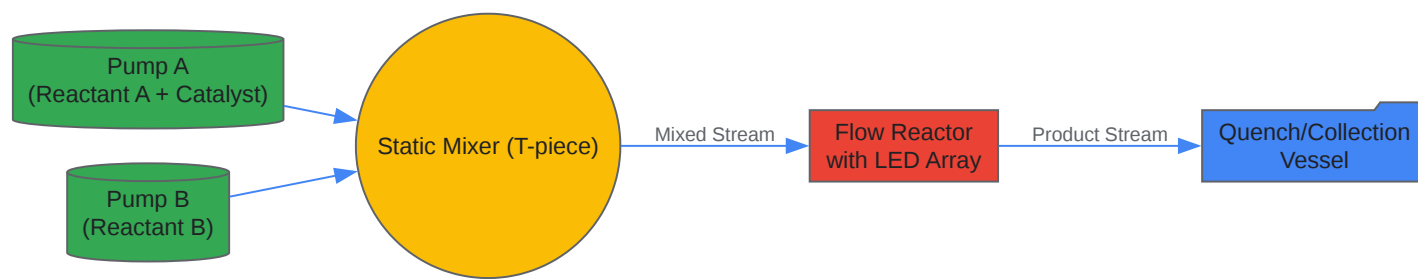 Pump A
(Reactant A + Catalyst)
Pump B
(Reactant B)
Static Mixer (T-piece)
Mixed Stream
Flow Reactor
with LED Array
Product Stream
Quench/Collection
Vessel